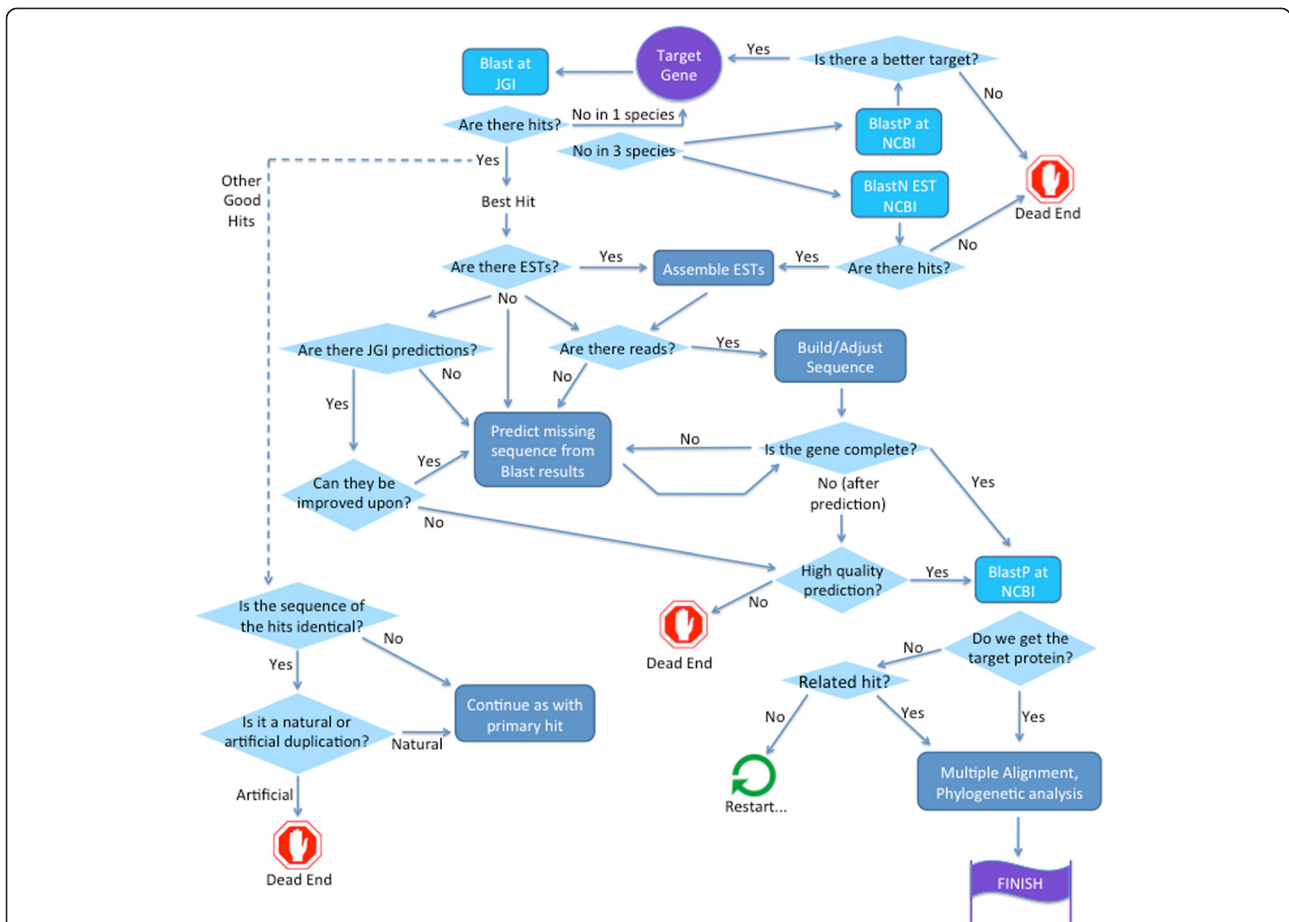 Target
Gene
Yes
Is there a better target?
Blast at
JGI
No
Are there hits?
No in 1 species
BlastP at
NCBI
No in 3 species
Yes
Other
Good
Hits
BlastN EST
NCBI
Best Hit
Dead End
No
Are there ESTs?
Yes
Assemble ESTs
Yes
Are there hits?
No
Are there JGI predictions?
Are there reads?
Yes
Build/Adjust
Sequence
No
No
Yes
Predict missing
sequence from
Blast results
No
Is the gene complete?
Yes
Can they be
improved upon?
No (after
prediction)
Yes
No
High quality
prediction?
Yes
BlastP at
NCBI
No
Is the sequence of
the hits identical?
No
Dead End
Do we get the
target protein?
No
Yes
Related hit?
Continue as with
primary hit
Is it a natural or
artificial duplication?
Natural
No
Yes
Yes
Multiple Alignment,
Phylogenetic analysis
Artificial
Restart...
Dead End
FINISH